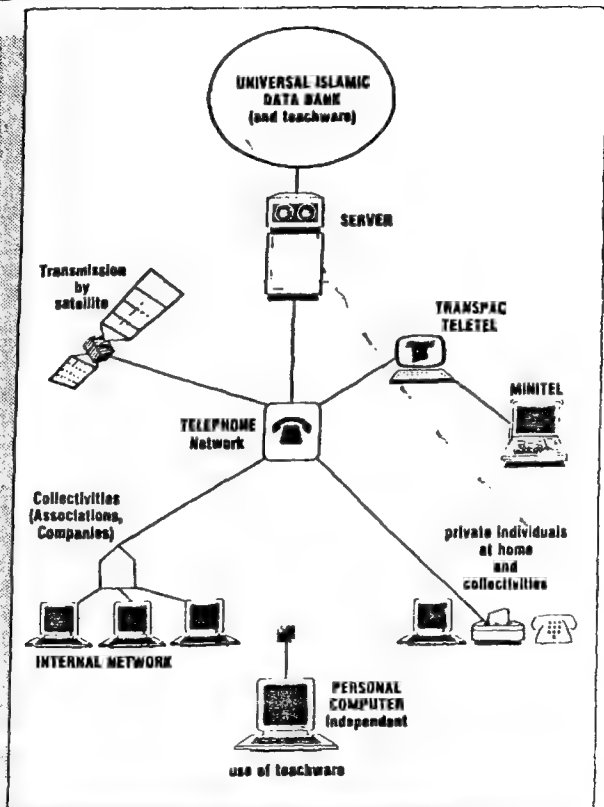 UNIVERSAL ISLAMIC
DATA BANK
(and teachware)
SERVER
Transmission
by
satellite
TRANSPAC
TELETEL
MINITEL
TELEPHONE
Network
Collectivities
(Associations,
Companies)
private individuals
at home
and
collectivities
INTERNAL NETWORK
PERSONAL
COMPUTER
independent
use of teachware